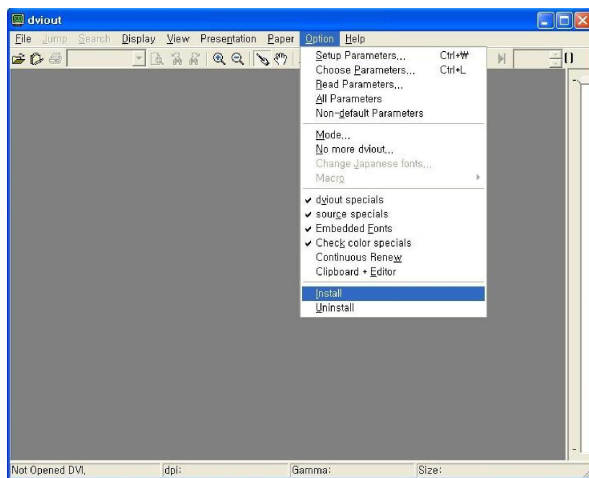 dviout
File Jump Search Display View Presentation Paper Option Help
Setup Parameters... Ctrl+₩
Choose Parameters... Ctrl+L
Read Parameters...
All Parameters
Non-default Parameters
Mode...
No more dviout...
Change Japanese fonts...
Macro
dviout specials
source specials
Embedded Fonts
Check color specials
Continuous Renew
Clipboard + Editor
Install
Uninstall
Not Opened DVI, dpi: Gamma: Size: